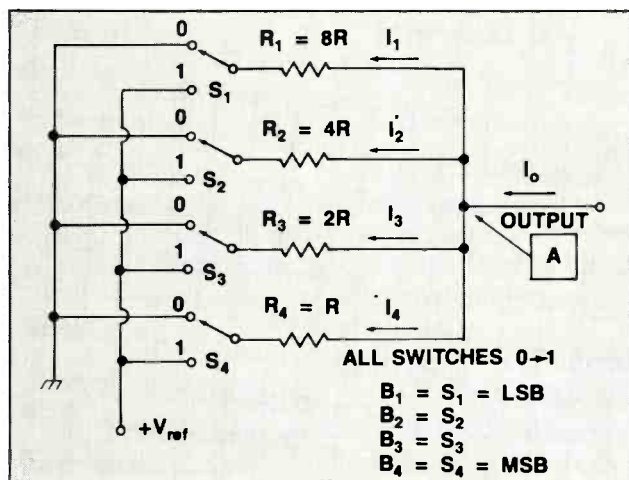 0
R₁ = 8R
I₁
1
S₁
0
R₂ = 4R
I₂
1
S₂
0
R₃ = 2R
I₃
1
S₃
0
R₄ = R
I₄
1
S₄
Iₒ
OUTPUT
A
+Vref
ALL SWITCHES 0→1
B₁ = S₁ = LSB
B₂ = S₂
B₃ = S₃
B₄ = S₄ = MSB